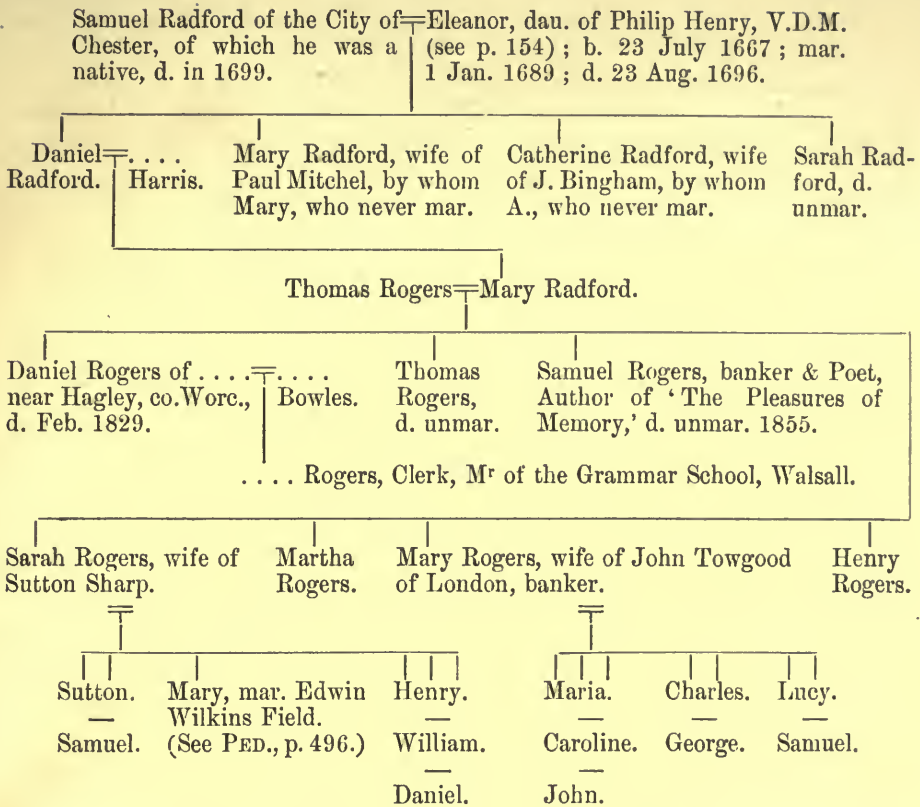 Samuel Radford of the City of
Chester, of which he was a
native, d. in 1699.
Eleanor, dau. of Philip Henry, V.D.M.
(see p. 154) ; b. 23 July 1667 ; mar.
1 Jan. 1689 ; d. 23 Aug. 1696.
Daniel
Radford.
. . . .
Harris.
Mary Radford, wife of
Paul Mitchel, by whom
Mary, who never mar.
Catherine Radford, wife
of J. Bingham, by whom
A., who never mar.
Sarah Rad-
ford, d.
unmar.
Thomas Rogers
Mary Radford.
Daniel Rogers of . . . .
near Hagley, co.Worc.,
d. Feb. 1829.
. . . .
Bowles.
Thomas
Rogers,
d. unmar.
Samuel Rogers, banker & Poet,
Author of ‘ The Pleasures of
Memory,’ d. unmar. 1855.
. . . . Rogers, Clerk, Mr of the Grammar School, Walsall.
Sarah Rogers, wife of
Sutton Sharp.
Martha
Rogers.
Mary Rogers, wife of John Towgood
of London, banker.
Henry
Rogers.
Sutton.
—
Samuel.
Mary, mar. Edwin
Wilkins Field.
(See PED., p. 496.)
Henry.
—
William.
—
Daniel.
Maria.
—
Caroline.
—
John.
Charles.
—
George.
Lucy.
—
Samuel.